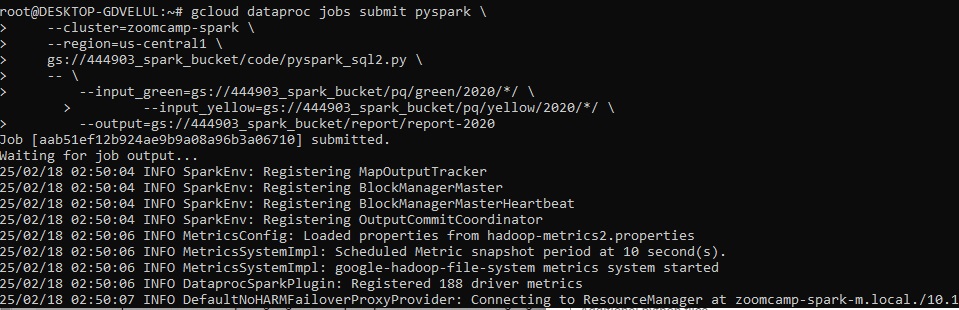 root@DESKTOP-GDVELUL:~# gcloud dataproc jobs submit pyspark \
>     --cluster=zoomcamp-spark \
>     --region=us-central1 \
>     gs://444903_spark_bucket/code/pyspark_sql2.py \
>     -- \
>         --input_green=gs://444903_spark_bucket/pq/green/2020/*/ \
        >         --input_yellow=gs://444903_spark_bucket/pq/yellow/2020/*/ \
>         --output=gs://444903_spark_bucket/report/report-2020
Job [aab51ef12b924ae9b9a08a96b3a06710] submitted.
Waiting for job output...
25/02/18 02:50:04 INFO SparkEnv: Registering MapOutputTracker
25/02/18 02:50:04 INFO SparkEnv: Registering BlockManagerMaster
25/02/18 02:50:04 INFO SparkEnv: Registering BlockManagerMasterHeartbeat
25/02/18 02:50:04 INFO SparkEnv: Registering OutputCommitCoordinator
25/02/18 02:50:06 INFO MetricsConfig: Loaded properties from hadoop-metrics2.properties
25/02/18 02:50:06 INFO MetricsSystemImpl: Scheduled Metric snapshot period at 10 second(s).
25/02/18 02:50:06 INFO MetricsSystemImpl: google-hadoop-file-system metrics system started
25/02/18 02:50:06 INFO DataprocSparkPlugin: Registered 188 driver metrics
25/02/18 02:50:07 INFO DefaultNoHARMFailoverProxyProvider: Connecting to ResourceManager at zoomcamp-spark-m.local./10.1